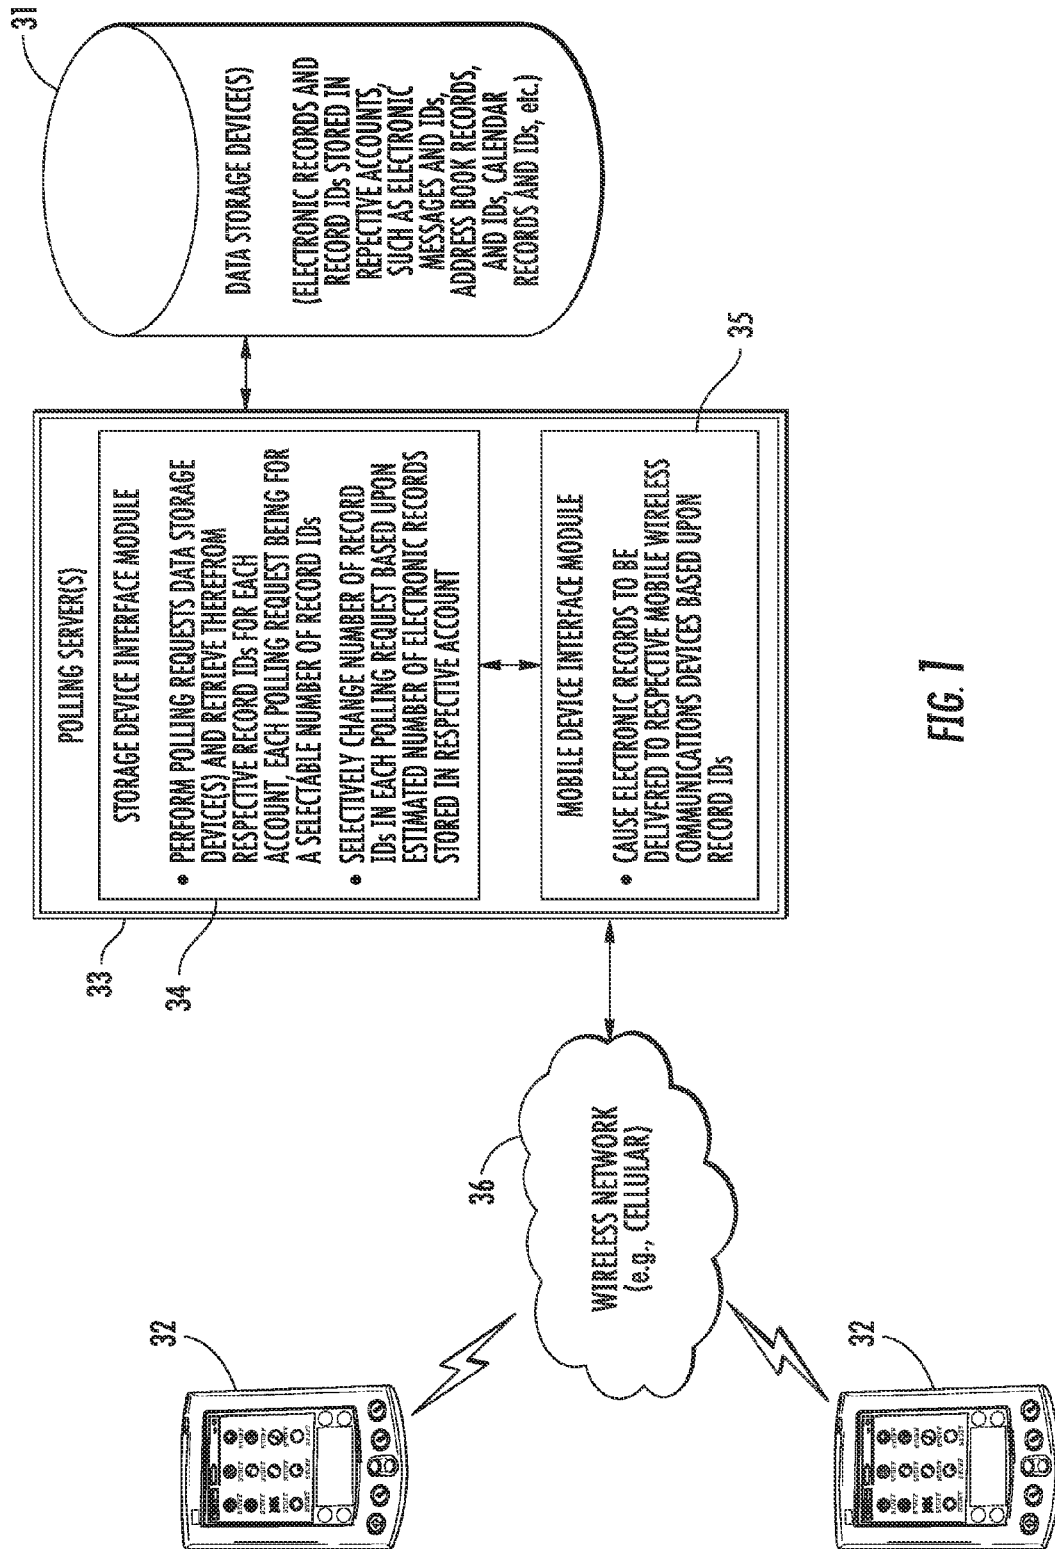 31
DATA STORAGE DEVICE(S)
(ELECTRONIC RECORDS AND
RECORD IDs STORED IN
REPECTIVE ACCOUNTS,
SUCH AS ELECTRONIC
MESSAGES AND IDs,
ADDRESS BOOK RECORDS,
AND IDs, CALENDAR
RECORDS AND IDs, etc.)
33
POLLING SERVER(S)
34
STORAGE DEVICE INTERFACE MODULE
• PERFORM POLLING REQUESTS DATA STORAGE
DEVICE(S) AND RETRIEVE THEREFROM
RESPECTIVE RECORD IDs FOR EACH
ACCOUNT, EACH POLLING REQUEST BEING FOR
A SELECTABLE NUMBER OF RECORD IDs
• SELECTIVELY CHANGE NUMBER OF RECORD
IDs IN EACH POLLING REQUEST BASED UPON
ESTIMATED NUMBER OF ELECTRONIC RECORDS
STORED IN RESPECTIVE ACCOUNT
35
MOBILE DEVICE INTERFACE MODULE
• CAUSE ELECTRONIC RECORDS TO BE
DELIVERED TO RESPECTIVE MOBILE WIRELESS
COMMUNICATIONS DEVICES BASED UPON
RECORD IDs
36
WIRELESS NETWORK
(e.g., CELLULAR)
32
32
FIG. 1